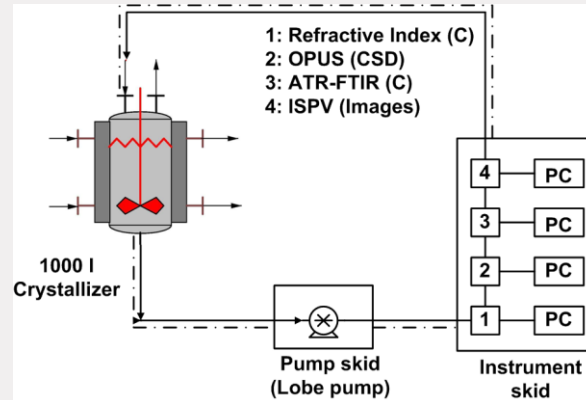 1: Refractive Index (C)
2: OPUS (CSD)
3: ATR-FTIR (C)
4: ISPV (Images)
4
PC
3
PC
2
PC
1
PC
1000 l
Crystallizer
Pump skid
(Lobe pump)
Instrument
skid